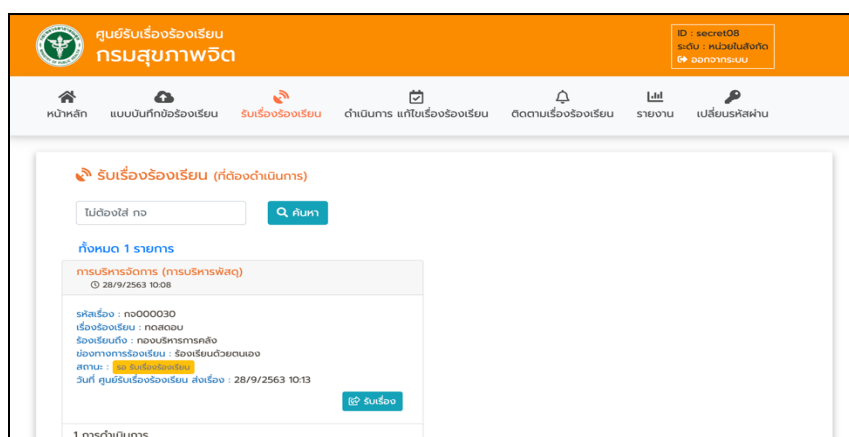 ศูนย์รับเรื่องร้องเรียน
กรมสุขภาพจิต
ID : secret08
ระดับ : หน่วยในสังกัด
ออกจากระบบ
หน้าหลัก แบบบันทึกข้อร้องเรียน รับเรื่องร้องเรียน ดำเนินการ แก้ไขเรื่องร้องเรียน ติดตามเรื่องร้องเรียน รายงาน เปลี่ยนรหัสผ่าน
รับเรื่องร้องเรียน (ที่ต้องดำเนินการ)
ไม่ต้องใส่ กจ ค้นหา
ทั้งหมด 1 รายการ
การบริหารจัดการ (การบริหารพัสดุ)
28/9/2563 10:08
รหัสเรื่อง : กจ000030
เรื่องร้องเรียน : ทดสอบ
ร้องเรียนถึง : กองบริหารการคลัง
ช่องทางการร้องเรียน : ร้องเรียนด้วยตนเอง
สถานะ : รอ รับเรื่องร้องเรียน
วันที่ ศูนย์รับเรื่องร้องเรียน ส่งเรื่อง : 28/9/2563 10:13
รับเรื่อง
1 การดำเนินการ